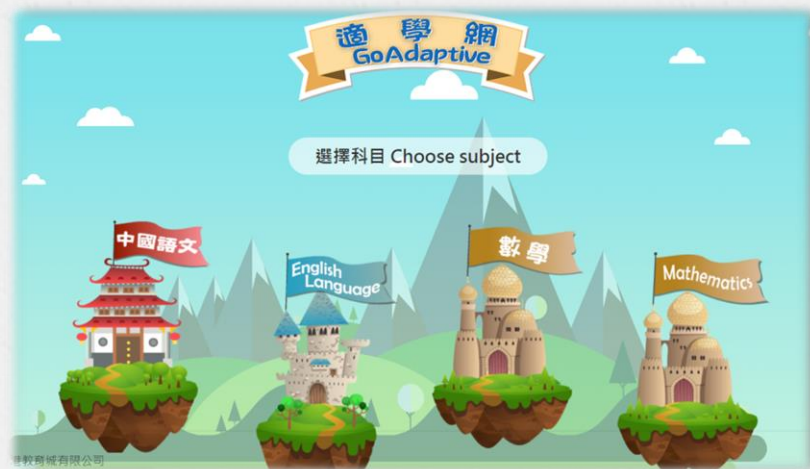 適學網
GoAdaptive
選擇科目 Choose subject
中國語文
English
Language
數學
Mathematics
教育城有限公司